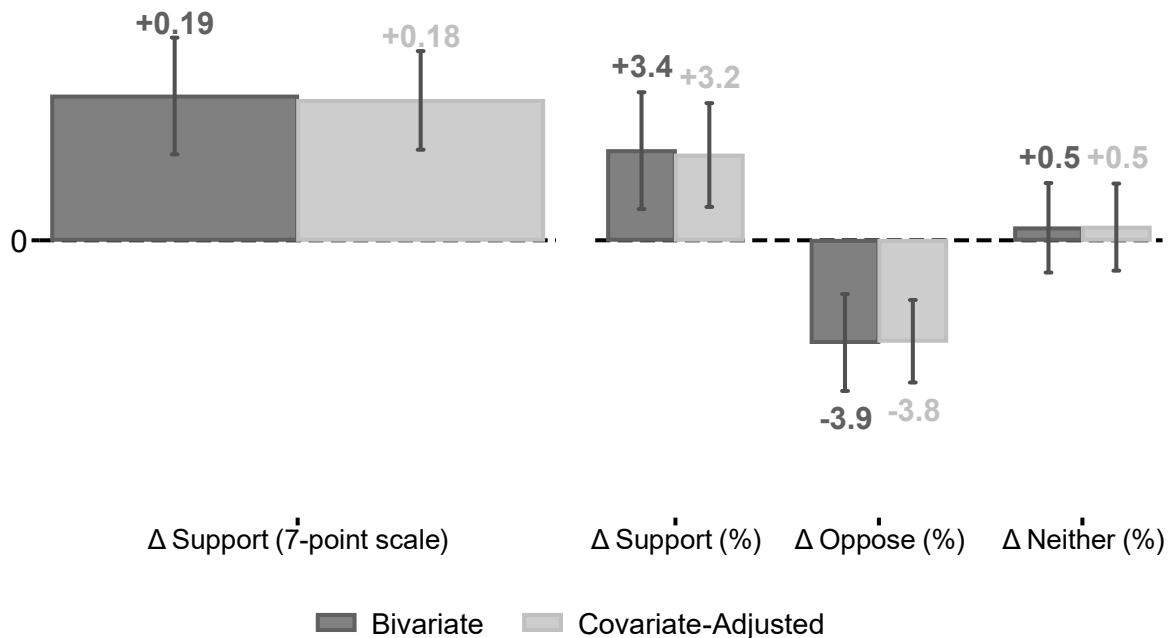 +0.19
+0.18
+3.4
+3.2
+0.5
+0.5
0
-3.9
-3.8
Δ Support (7-point scale)
Δ Support (%)
Δ Oppose (%)
Δ Neither (%)
Bivariate
Covariate-Adjusted